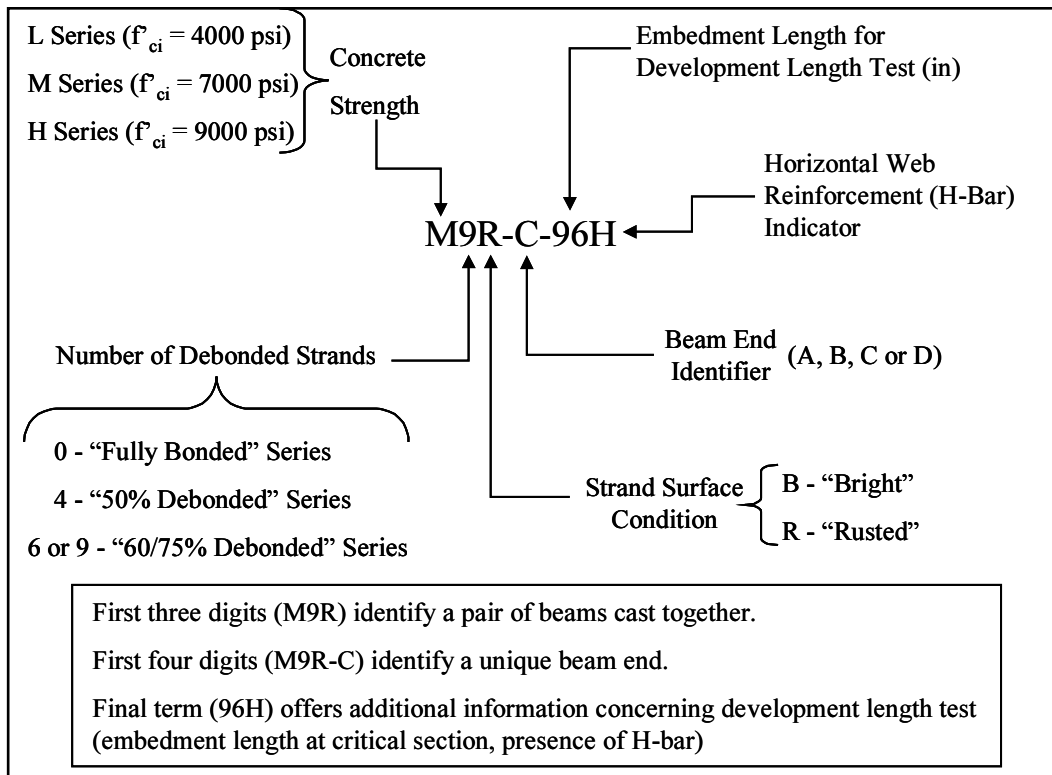 L Series (f'ci = 4000 psi)
M Series (f'ci = 7000 psi)
H Series (f'ci = 9000 psi)
Concrete
Strength
Embedment Length for
Development Length Test (in)
Horizontal Web
Reinforcement (H-Bar)
Indicator
M9R-C-96H
Number of Debonded Strands
0 - “Fully Bonded” Series
4 - “50% Debonded” Series
6 or 9 - “60/75% Debonded” Series
Beam End
Identifier
(A, B, C or D)
Strand Surface
Condition
B - “Bright”
R - “Rusted”
First three digits (M9R) identify a pair of beams cast together.
First four digits (M9R-C) identify a unique beam end.
Final term (96H) offers additional information concerning development length test
(embedment length at critical section, presence of H-bar)